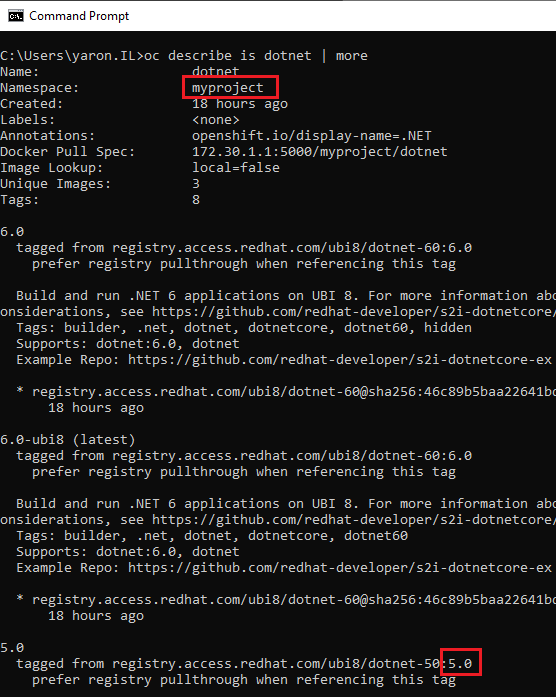 Command Prompt
C:\Users\yaron.IL>oc describe is dotnet | more
Name: dotnet
Namespace: myproject
Created: 18 hours ago
Labels: <none>
Annotations: openshift.io/display-name=.NET
Docker Pull Spec: 172.30.1.1:5000/myproject/dotnet
Image Lookup: local=false
Unique Images: 3
Tags: 8
6.0
tagged from registry.access.redhat.com/ubi8/dotnet-60:6.0
prefer registry pullthrough when referencing this tag
Build and run .NET 6 applications on UBI 8. For more information abo
onsiderations, see https://github.com/redhat-developer/s2i-dotnetcore/
Tags: builder, .net, dotnet, dotnetcore, dotnet60, hidden
Supports: dotnet:6.0, dotnet
Example Repo: https://github.com/redhat-developer/s2i-dotnetcore-ex
* registry.access.redhat.com/ubi8/dotnet-60@sha256:46c89b5baa22641bc
18 hours ago
6.0-ubi8 (latest)
tagged from registry.access.redhat.com/ubi8/dotnet-60:6.0
prefer registry pullthrough when referencing this tag
Build and run .NET 6 applications on UBI 8. For more information abo
onsiderations, see https://github.com/redhat-developer/s2i-dotnetcore/
Tags: builder, .net, dotnet, dotnetcore, dotnet60
Supports: dotnet:6.0, dotnet
Example Repo: https://github.com/redhat-developer/s2i-dotnetcore-ex
* registry.access.redhat.com/ubi8/dotnet-60@sha256:46c89b5baa22641bc
18 hours ago
5.0
tagged from registry.access.redhat.com/ubi8/dotnet-50:5.0
prefer registry pullthrough when referencing this tag